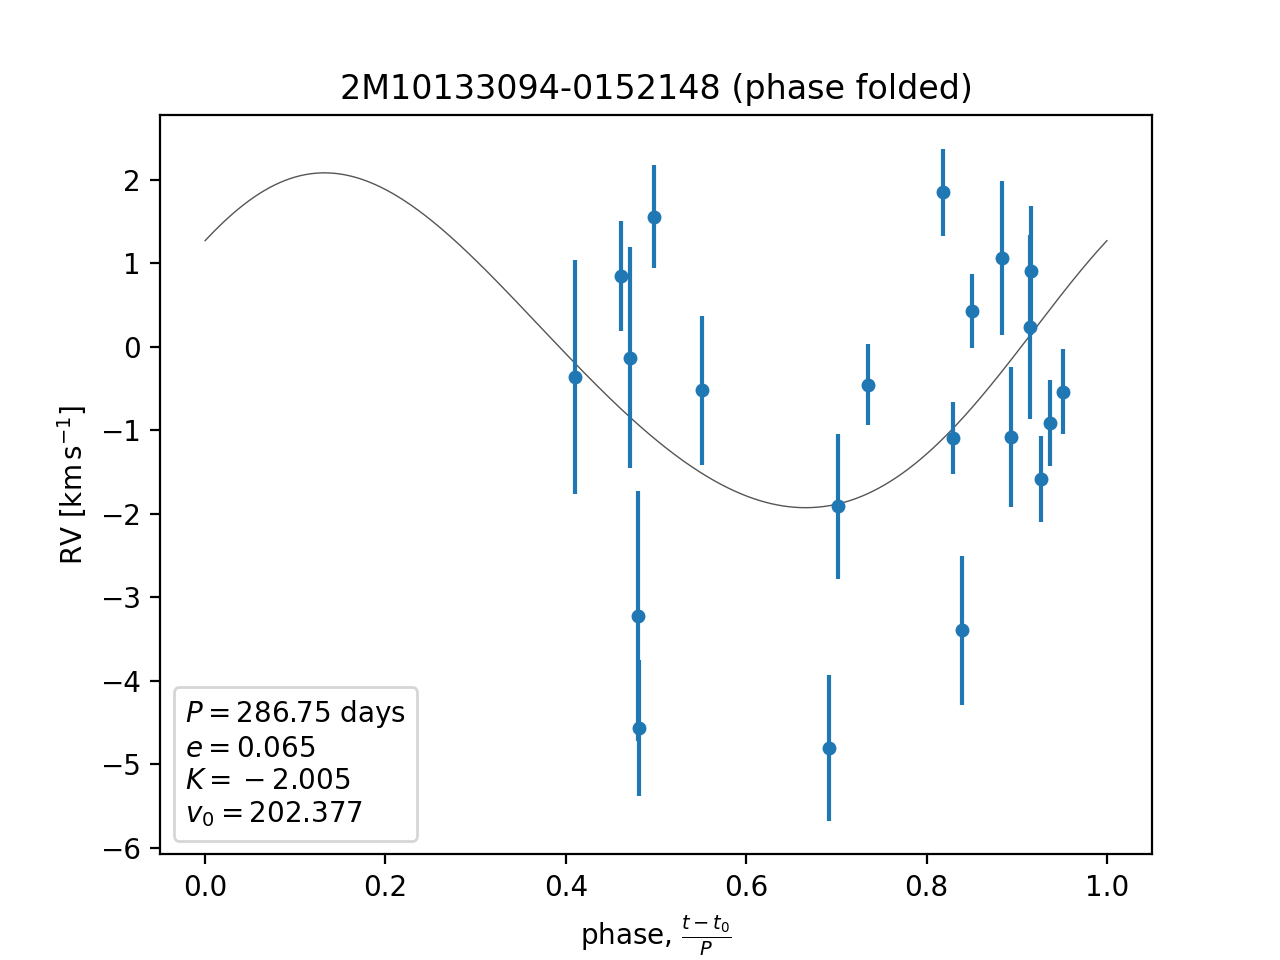 2M10133094-0152148 (phase folded)
RV [km s⁻¹]
2
1
0
−1
−2
−3
−4
−5
−6
P = 286.75 days
e = 0.065
K = −2.005
v₀ = 202.377
0.0 0.2 0.4 0.6 0.8 1.0
phase, (t − t₀)/P